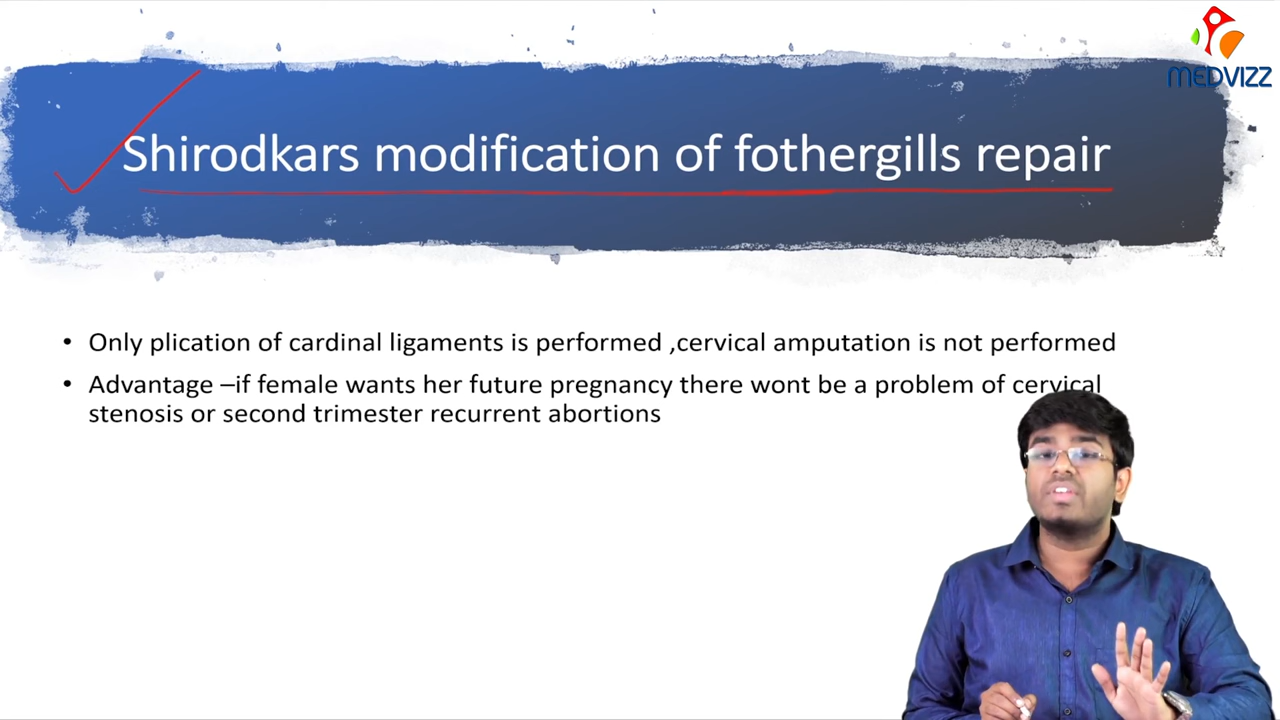 MEDVIZZ
Shirodkars modification of fothergills repair
• Only plication of cardinal ligaments is performed ,cervical amputation is not performed
• Advantage –if female wants her future pregnancy there wont be a problem of cervical
stenosis or second trimester recurrent abortions